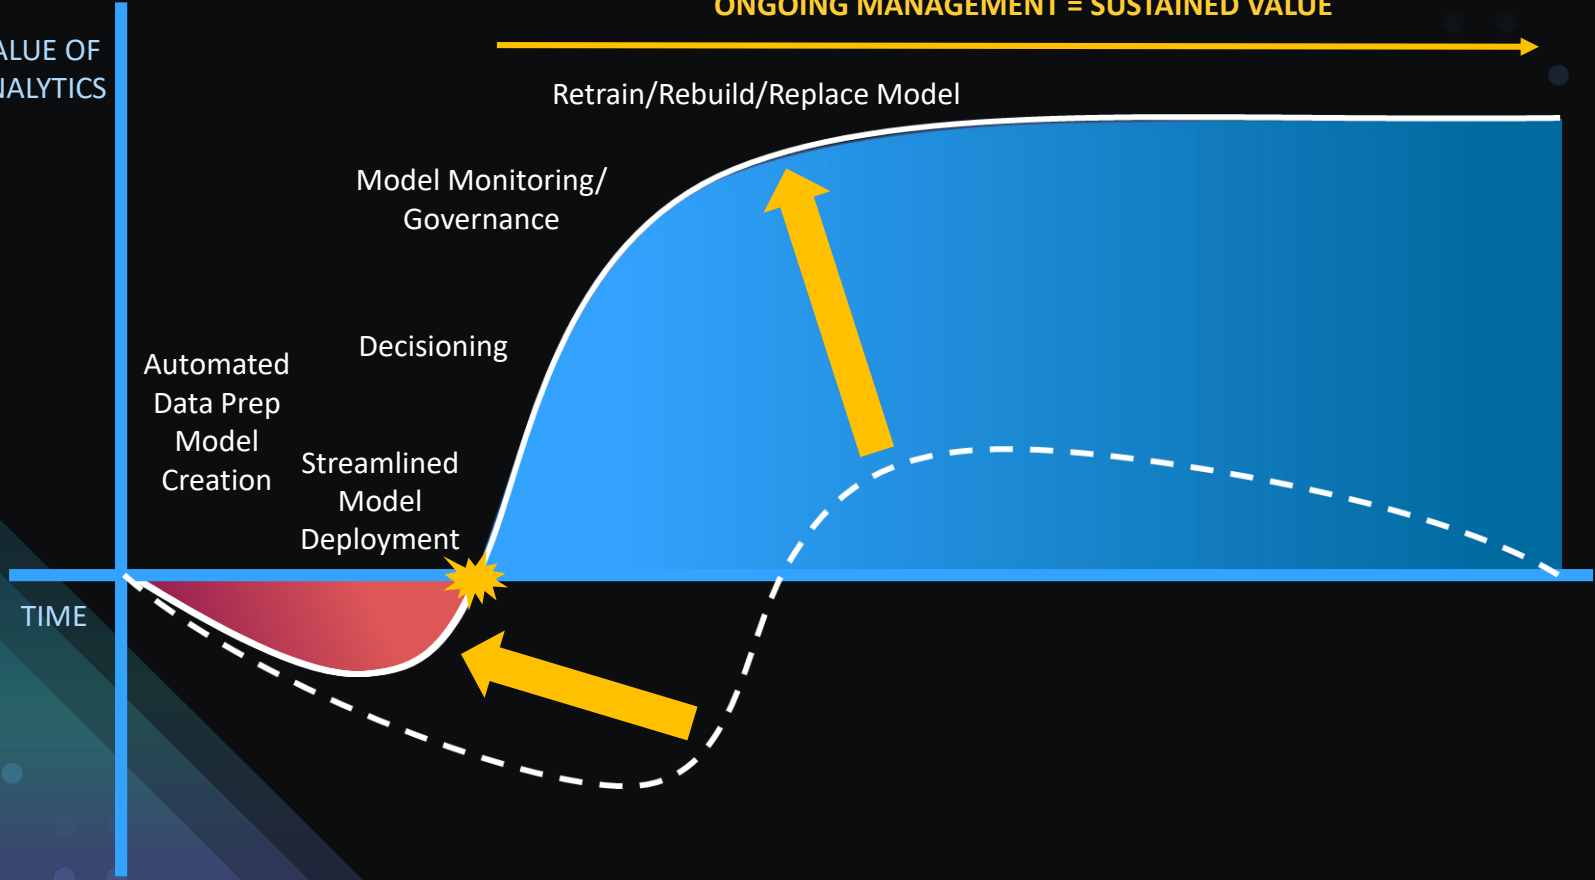 ONGOING MANAGEMENT = SUSTAINED VALUE
ALUE OF
NALYTICS
Retrain/Rebuild/Replace Model
Model Monitoring/
Governance
Decisioning
Automated
Data Prep
Model
Creation
Streamlined
Model
Deployment
TIME